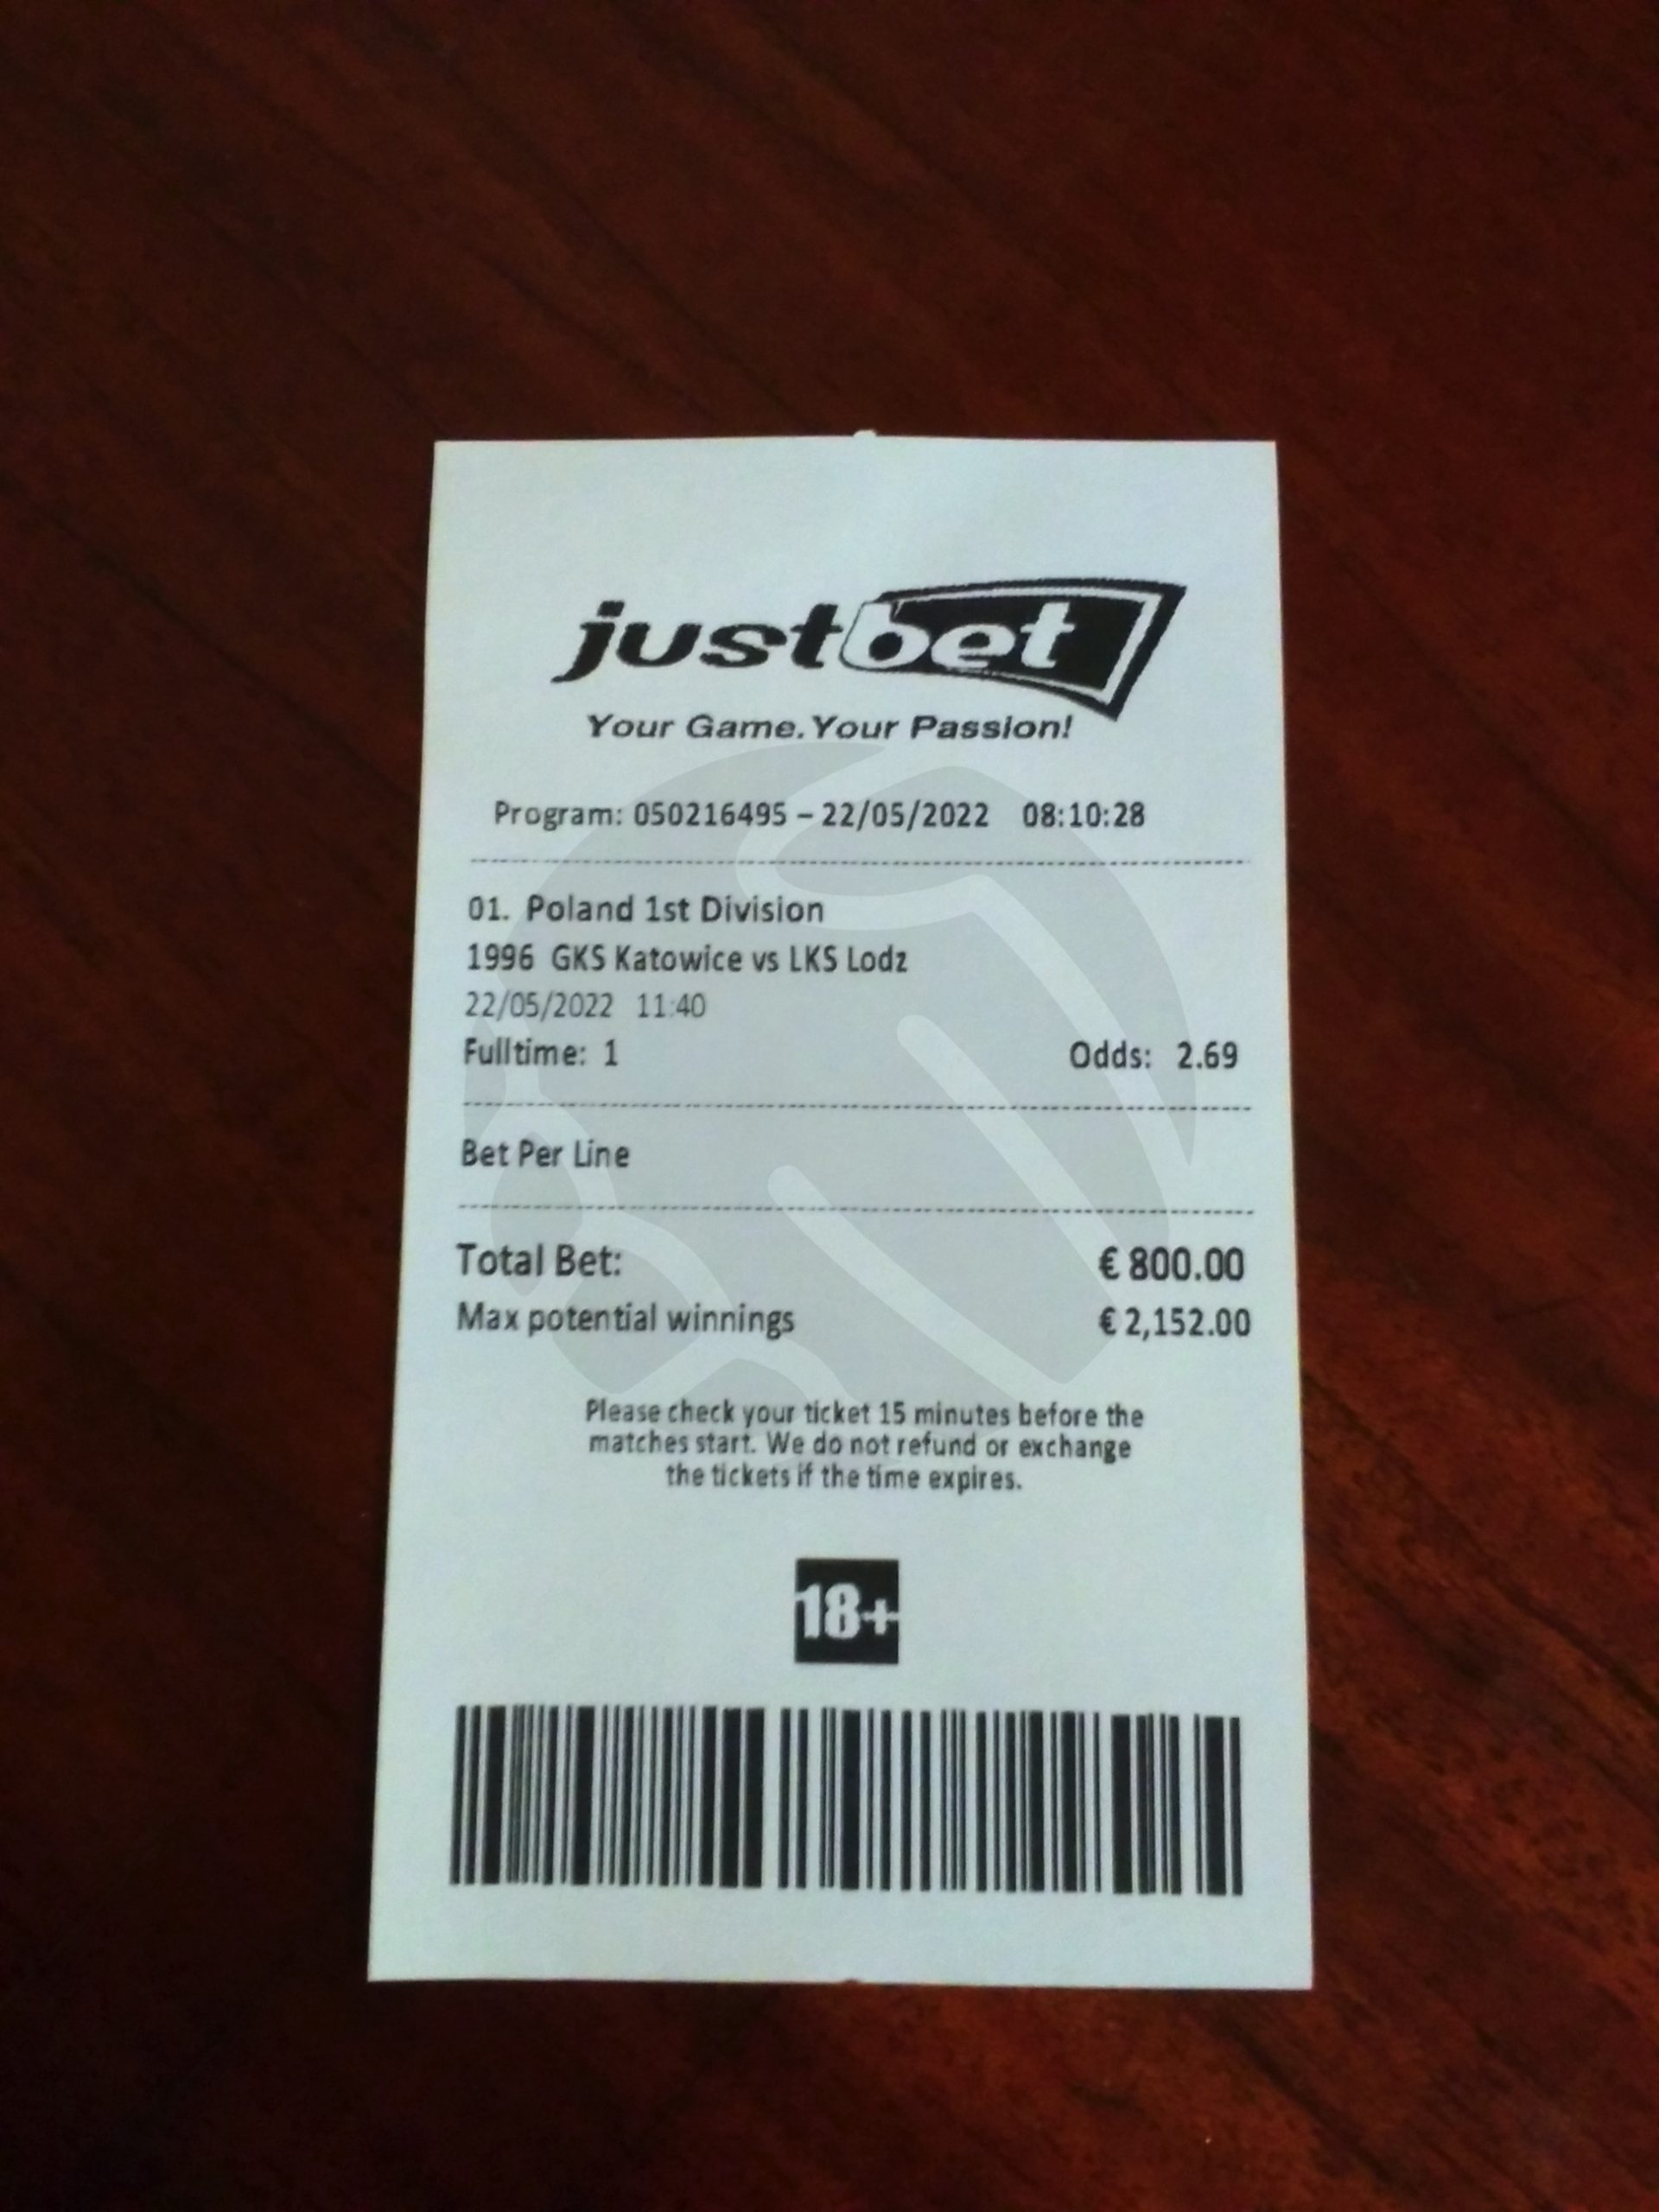 justbet
Your Game. Your Passion!
Program: 050216495 – 22/05/2022 08:10:28
01. Poland 1st Division
1996 GKS Katowice vs LKS Lodz
22/05/2022 11:40
Fulltime: 1 Odds: 2.69
Bet Per Line
Total Bet: € 800.00
Max potential winnings € 2,152.00
Please check your ticket 15 minutes before the
matches start. We do not refund or exchange
the tickets if the time expires.
18+